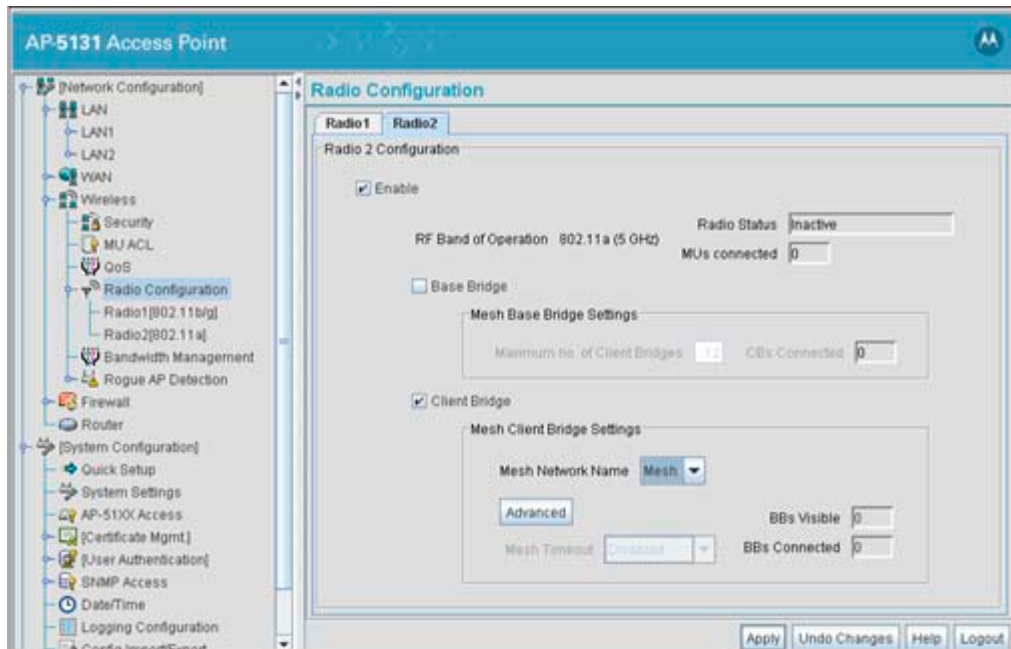 AP-5131 Access Point
[Network Configuration]
LAN
LAN1
LAN2
WAN
Wireless
Security
MU ACL
QoS
Radio Configuration
Radio1[802.11b/g]
Radio2[802.11a]
Bandwidth Management
Rogue AP Detection
Firewall
Router
[System Configuration]
Quick Setup
System Settings
AP-51XX Access
[Certificate Mgmt.]
[User Authentication]
SNMP Access
Date/Time
Logging Configuration
Config Import/Export
Radio Configuration
Radio1 Radio2
Radio 2 Configuration
Enable
RF Band of Operation 802.11a (5 GHz)
Radio Status Inactive
MUs connected 0
Base Bridge
Mesh Base Bridge Settings
Maximum no. of Client Bridges 12 CBs Connected 0
Client Bridge
Mesh Client Bridge Settings
Mesh Network Name Mesh
Advanced
BBs Visible 0
Mesh Timeout Disabled BBs Connected 0
Apply Undo Changes Help Logout